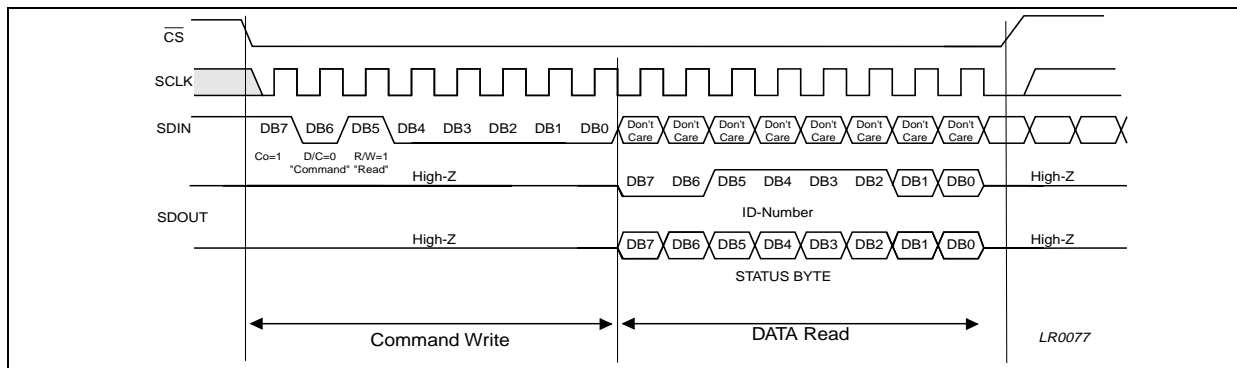 CS
SCLK
SDIN DB7 DB6 DB5 DB4 DB3 DB2 DB1 DB0 Don't Care Don't Care Don't Care Don't Care Don't Care Don't Care Don't Care Don't Care
Co=1 D/C=0 "Command" R/W=1 "Read"
High-Z DB7 DB6 DB5 DB4 DB3 DB2 DB1 DB0 High-Z
ID-Number
SDOUT
High-Z DB7 DB6 DB5 DB4 DB3 DB2 DB1 DB0 High-Z
STATUS BYTE
Command Write DATA Read LR0077